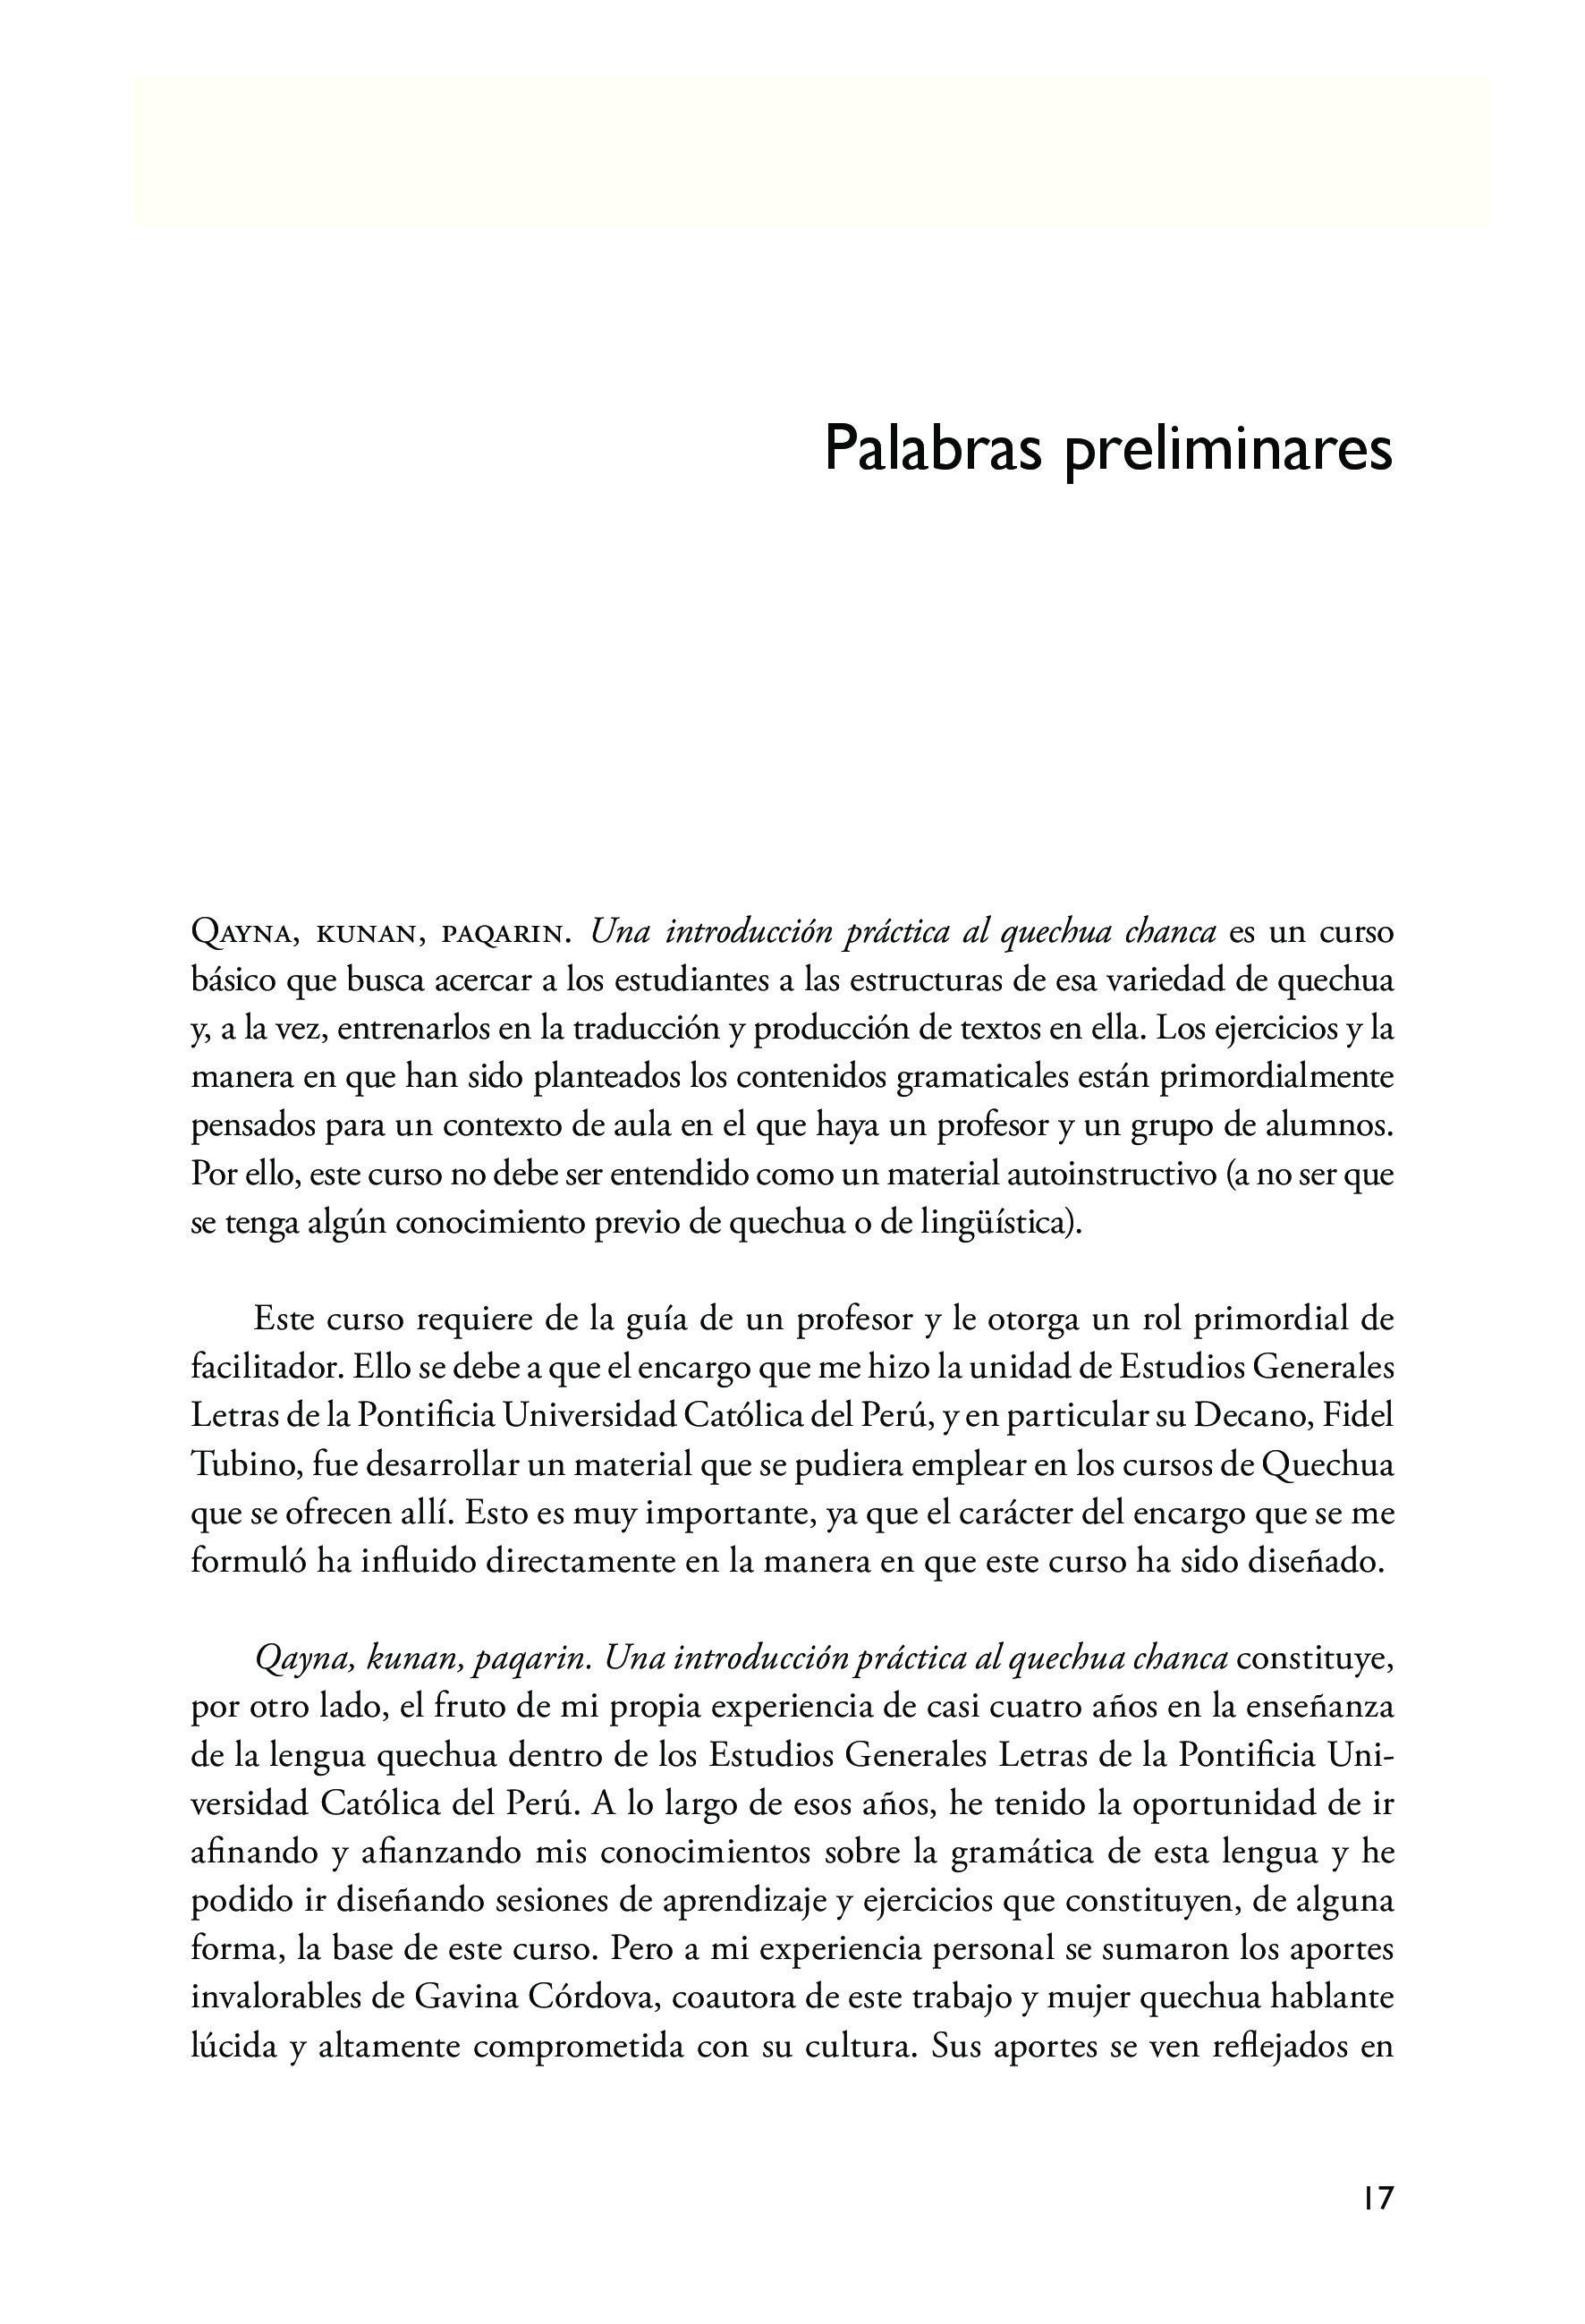 Palabras preliminares
Qayna, kunan, paqarin. Una introducción práctica al quechua chanca es un curso
básico que busca acercar a los estudiantes a las estructuras de esa variedad de quechua
y, a la vez, entrenarlos en la traducción y producción de textos en ella. Los ejercicios y la
manera en que han sido planteados los contenidos gramaticales están primordialmente
pensados para un contexto de aula en el que haya un profesor y un grupo de alumnos.
Por ello, este curso no debe ser entendido como un material autoinstructivo (a no ser que
se tenga algún conocimiento previo de quechua o de lingüística).
Este curso requiere de la guía de un profesor y le otorga un rol primordial de
facilitador. Ello se debe a que el encargo que me hizo la unidad de Estudios Generales
Letras de la Pontificia Universidad Católica del Perú, y en particular su Decano, Fidel
Tubino, fue desarrollar un material que se pudiera emplear en los cursos de Quechua
que se ofrecen allí. Esto es muy importante, ya que el carácter del encargo que se me
formuló ha influido directamente en la manera en que este curso ha sido diseñado.
Qayna, kunan, paqarin. Una introducción práctica al quechua chanca constituye,
por otro lado, el fruto de mi propia experiencia de casi cuatro años en la enseñanza
de la lengua quechua dentro de los Estudios Generales Letras de la Pontificia Uni-
versidad Católica del Perú. A lo largo de esos años, he tenido la oportunidad de ir
afinando y afianzando mis conocimientos sobre la gramática de esta lengua y he
podido ir diseñando sesiones de aprendizaje y ejercicios que constituyen, de alguna
forma, la base de este curso. Pero a mi experiencia personal se sumaron los aportes
invalorables de Gavina Córdova, coautora de este trabajo y mujer quechua hablante
lúcida y altamente comprometida con su cultura. Sus aportes se ven reflejados en
17